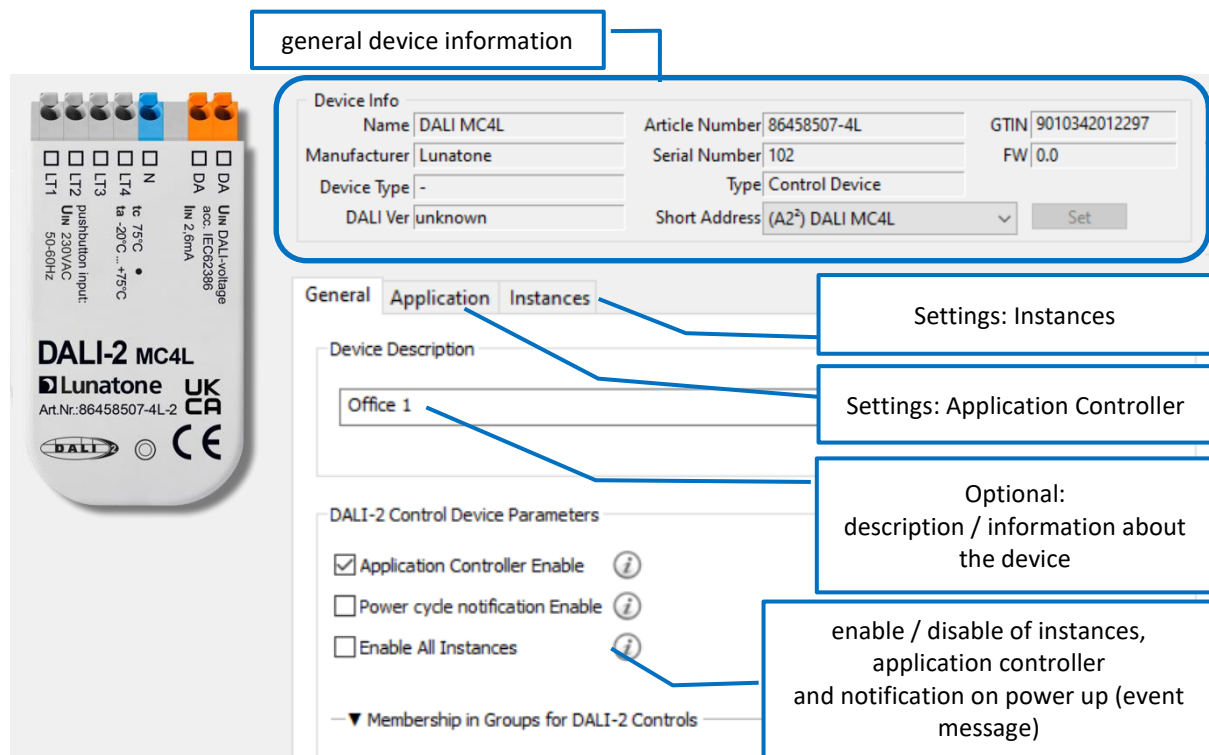 general device information
Device Info
Name DALI MC4L
Article Number 86458507-4L
GTIN 9010342012297
Manufacturer Lunatone
Serial Number 102
FW 0.0
Device Type -
Type Control Device
DALI Ver unknown
Short Address (A2²) DALI MC4L
Set
LT1
LT2
LT3
LT4
N
DA
DA
pushbutton input:
UIN 230VAC
50-60Hz
tc 75°C
ta -20°C ... +75°C
UIN DALI-voltage
acc. IEC62386
IIN 2,6mA
DALI-2 MC4L
Lunatone
UK
CA
Art.Nr.:86458507-4L-2
DALI 2
CE
General Application Instances
Settings: Instances
Device Description
Office 1
Settings: Application Controller
Optional:
description / information about
the device
DALI-2 Control Device Parameters
Application Controller Enable
Power cycle notification Enable
Enable All Instances
enable / disable of instances,
application controller
and notification on power up (event
message)
▼ Membership in Groups for DALI-2 Controls